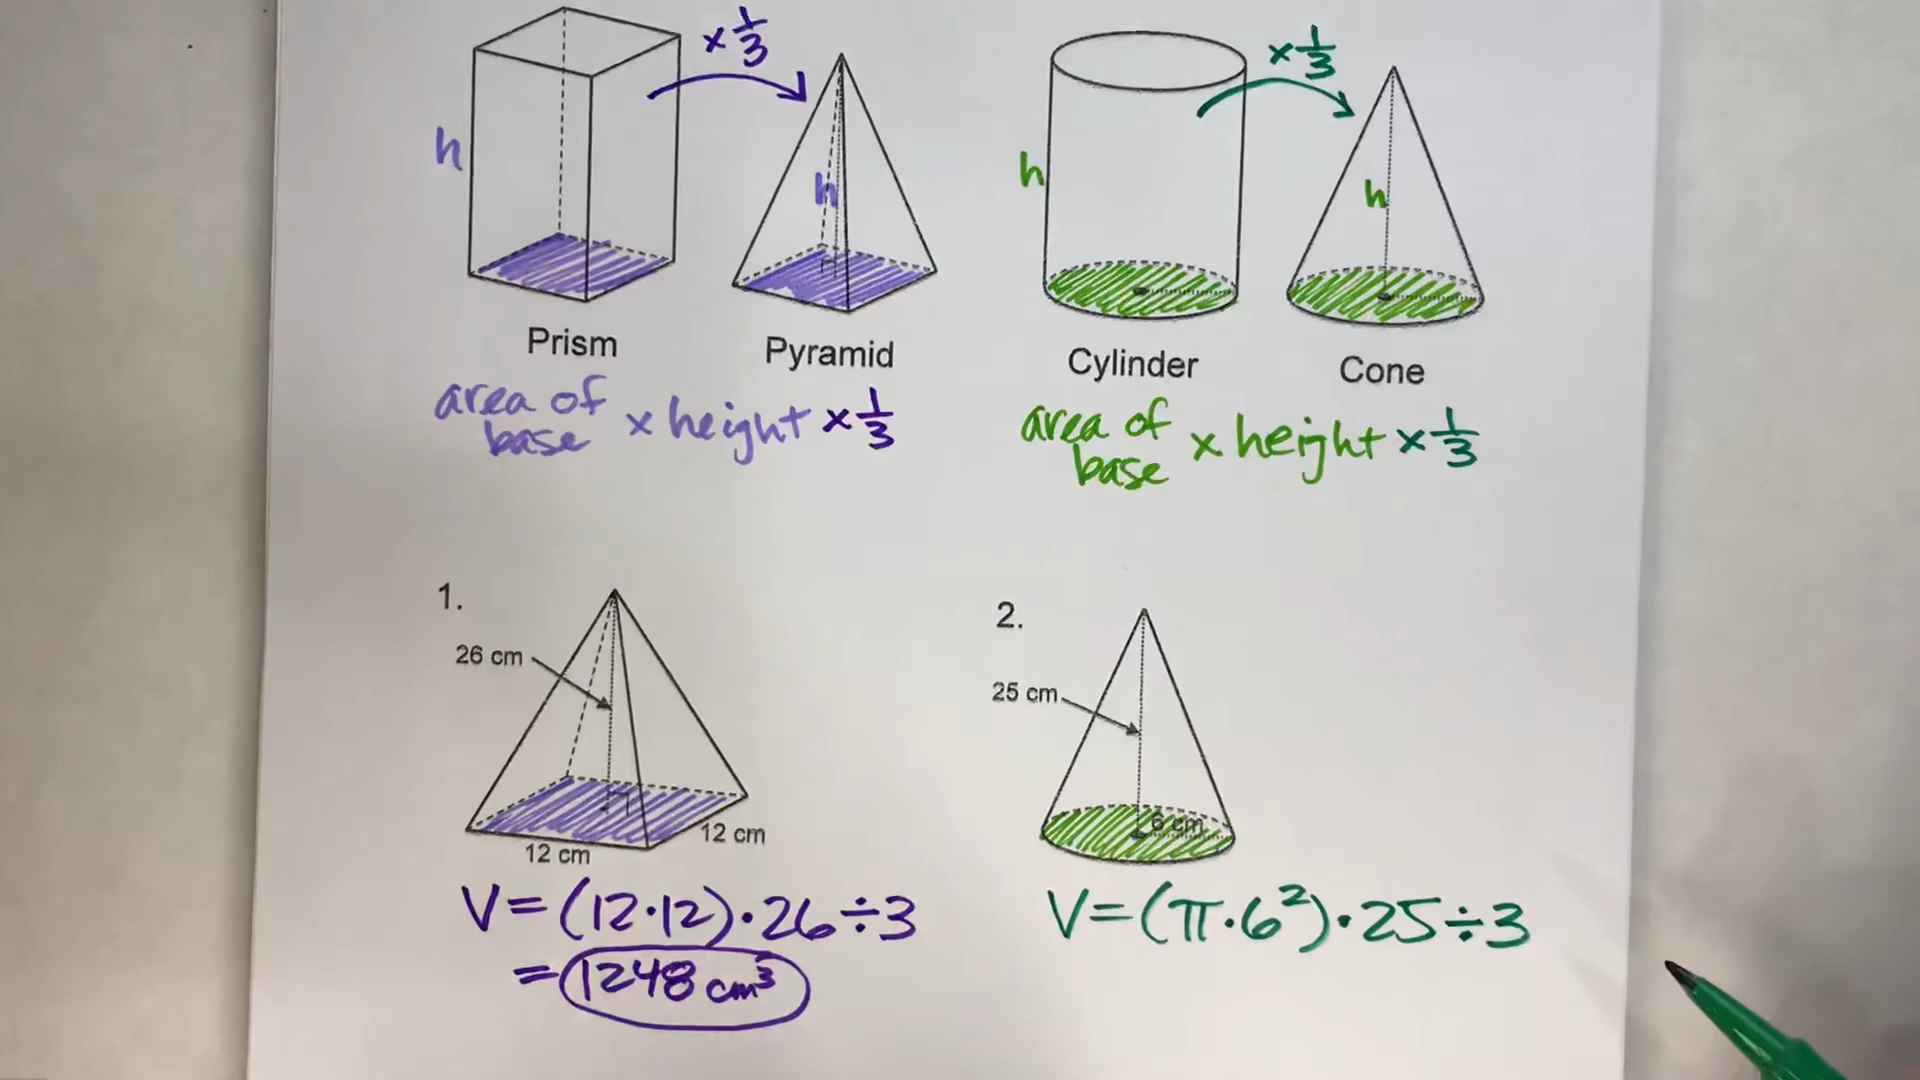 × 1/3
× 1/3
h
h
h
h
Prism
Pyramid
Cylinder
Cone
area of base × height × 1/3
area of base × height × 1/3
1.
26 cm
12 cm
12 cm
V = (12·12)·26÷3
= 1248 cm³
2.
25 cm
6 cm
V = (π·6²)·25÷3